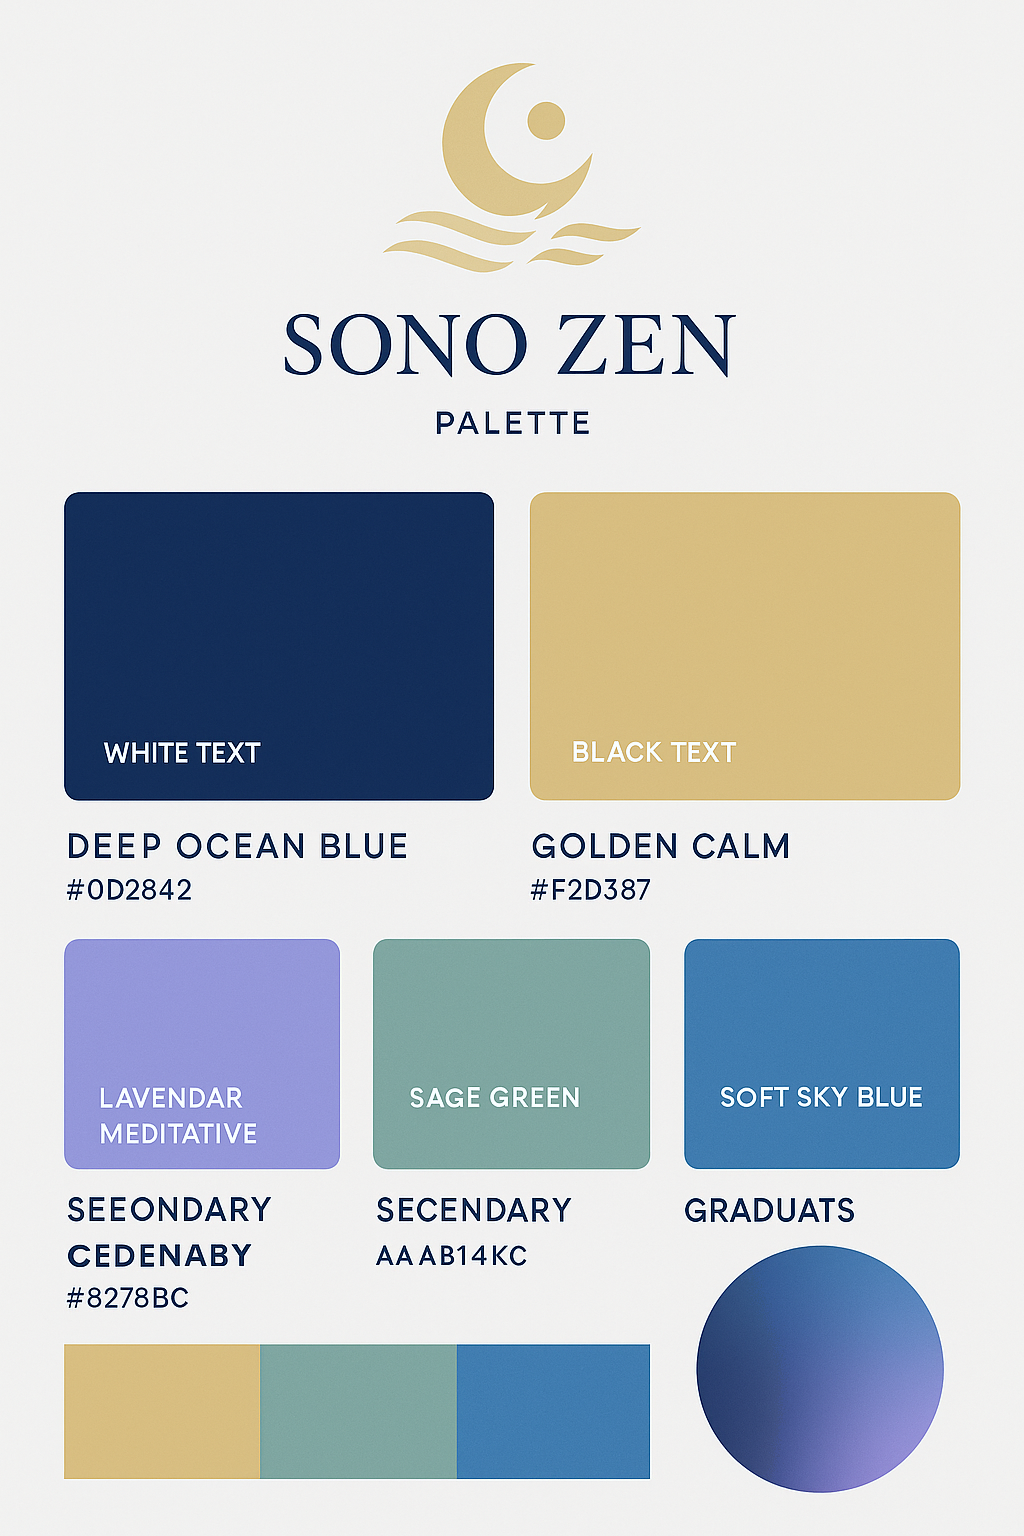 SONO ZEN
PALETTE
WHITE TEXT
BLACK TEXT
DEEP OCEAN BLUE
#0D2842
GOLDEN CALM
#F2D387
LAVENDAR
MEDITATIVE
SAGE GREEN
SOFT SKY BLUE
SEEONDARY
CEDENABY
#8278BC
SECENDARY
AA AB14KC
GRADUATS